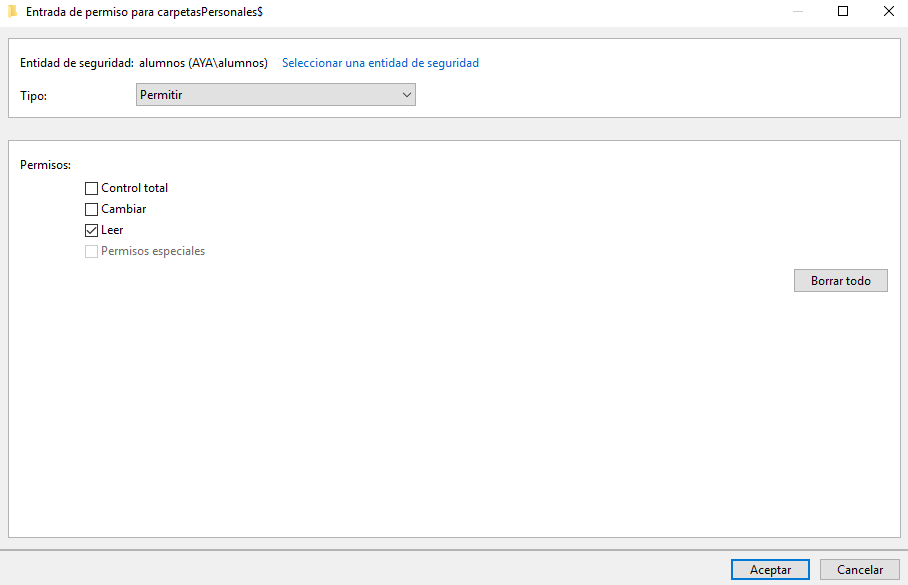 Entrada de permiso para carpetasPersonales$
Entidad de seguridad: alumnos (AYA\alumnos) Seleccionar una entidad de seguridad
Tipo: Permitir
Permisos:
Control total
Cambiar
Leer
Permisos especiales
Borrar todo
Aceptar Cancelar